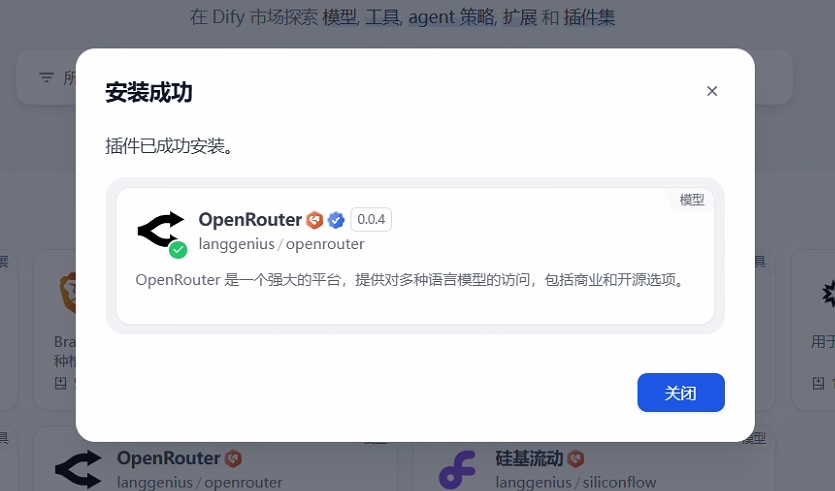 在 Dify 市场探索 模型, 工具, agent 策略, 扩展 和 插件集
所
安装成功
插件已成功安装。
模型
OpenRouter 0.0.4
langgenius / openrouter
OpenRouter 是一个强大的平台，提供对多种语言模型的访问，包括商业和开源选项。
展
具
Bra
用于
种
关闭
具
OpenRouter
硅基流动
模型
langgenius / openrouter
langgenius / siliconflow